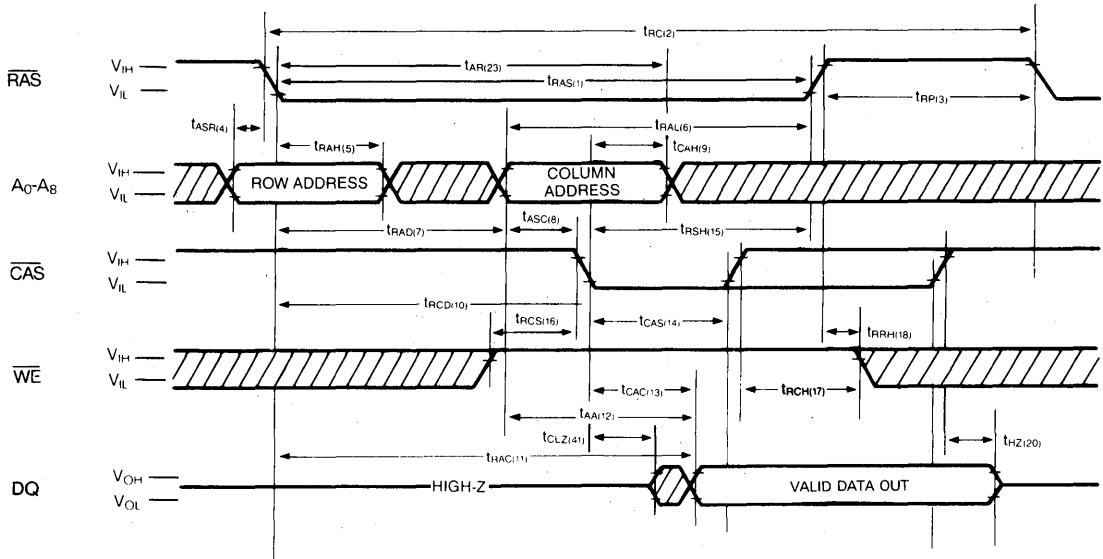 tRC(2)
RAS
VIH
VIL
tAR(23)
tRAS(1)
tRP(3)
tASR(4)
tRAH(5)
tRAL(6)
tCAH(9)
A0-A8
VIH
VIL
ROW ADDRESS
COLUMN
ADDRESS
tRAD(7)
tASC(8)
tRSH(15)
CAS
VIH
VIL
tRCD(10)
tRCS(16)
tCAS(14)
tRRH(18)
WE
VIH
VIL
tCAC(13)
tRCH(17)
tAA(12)
tCLZ(41)
tHZ(20)
tRAC(11)
DQ
VOH
VOL
HIGH-Z
VALID DATA OUT